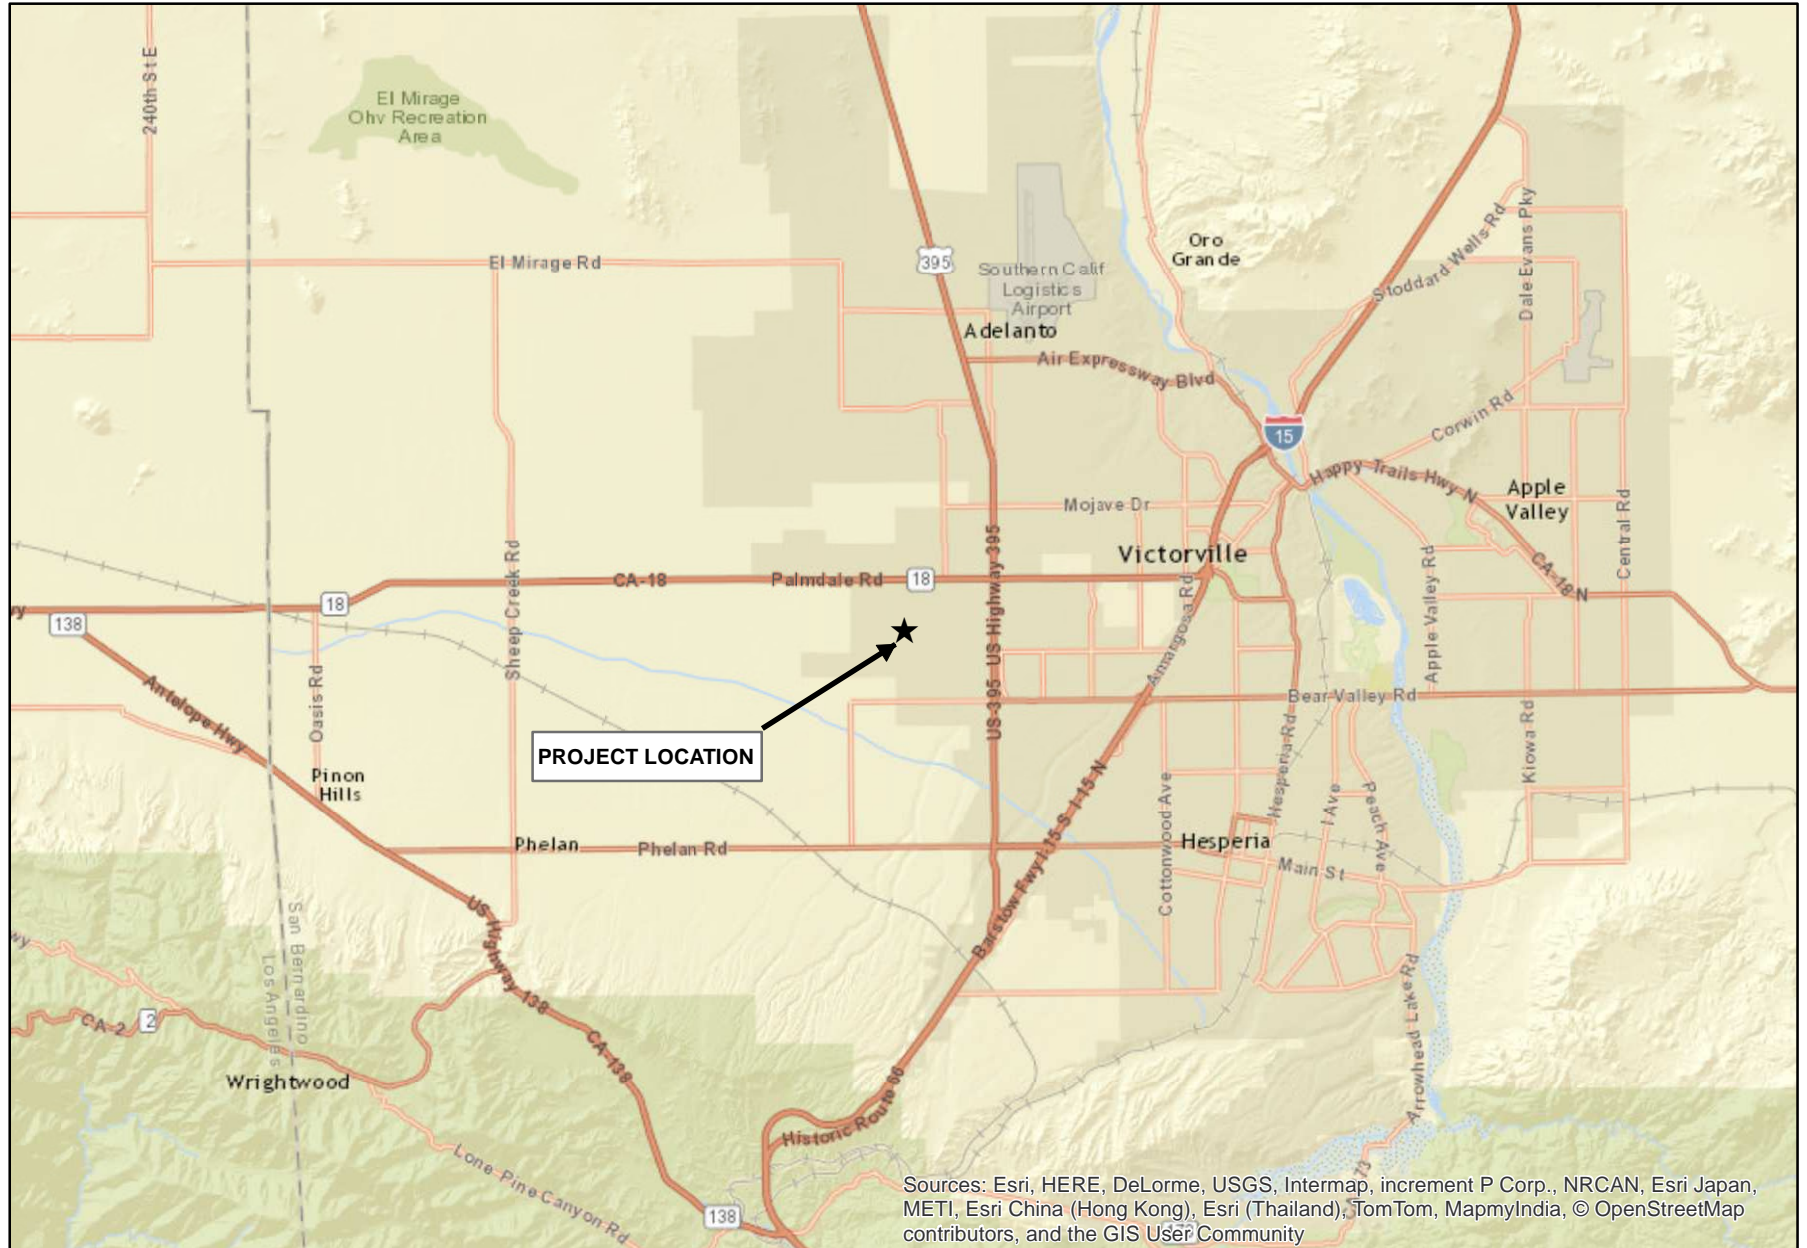 240th St E
El Mirage
Ohv Recreation
Area
El Mirage Rd
395
Southern Calif
Logistics
Airport
Adelanto
Oro
Grande
Stoddard Wells Rd
Dale Evans Pky
Air Expressway Blvd
15
Corwin Rd
Happy Trails Hwy N
Apple
Valley
Central Rd
Mojave Dr
Victorville
US-395 US Highway 395
Sheep Creek Rd
CA-18
Palmdale Rd
18
18
138
CA-18 N
Apple Valley Rd
Amargosa Rd
Oasis Rd
Antelope Hwy
Bear Valley Rd
PROJECT LOCATION
Pinon
Hills
Kiowa Rd
Cottonwood Ave
Hesperia Rd
I Ave
Peach Ave
Phelan
Phelan Rd
Hesperia
Main St
Barstow Fwy I-15 S I-15 N
US Highway 138
San Bernardino
Los Angeles
CA-2
2
CA-138
Arrowhead Lake Rd
Wrightwood
Historic Route 66
Lone Pine Canyon Rd
138
73
Sources: Esri, HERE, DeLorme, USGS, Intermap, increment P Corp., NRCAN, Esri Japan,
METI, Esri China (Hong Kong), Esri (Thailand), TomTom, MapmyIndia, © OpenStreetMap
contributors, and the GIS User Community